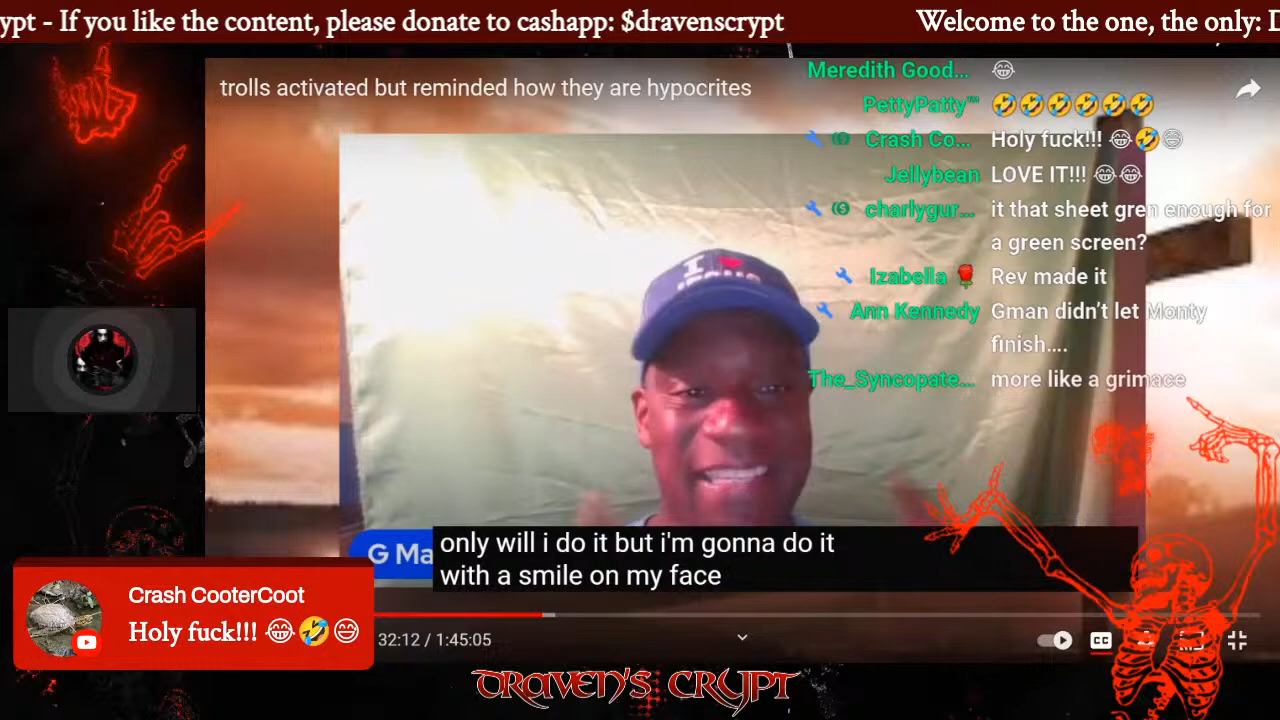 ypt - If you like the content, please donate to cashapp: $dravenscrypt
Welcome to the one, the only: D
trolls activated but reminded how they are hypocrites
Meredith Good... 😂
PettyPatty™ 🤣🤣🤣🤣🤣🤣
Crash Co... Holy fuck!!! 😂🤣😅
Jellybean LOVE IT!!! 😂😂
charlygur... it that sheet gren enough for
a green screen?
Izabella 🌹 Rev made it
Ann Kennedy Gman didn’t let Monty
finish....
The_Syncopate... more like a grimace
I ❤ JESUS
G Ma
only will i do it but i'm gonna do it
with a smile on my face
Crash CooterCoot
Holy fuck!!! 😂🤣😅
32:12 / 1:45:05
CC
DRAVEN'S CRYPT